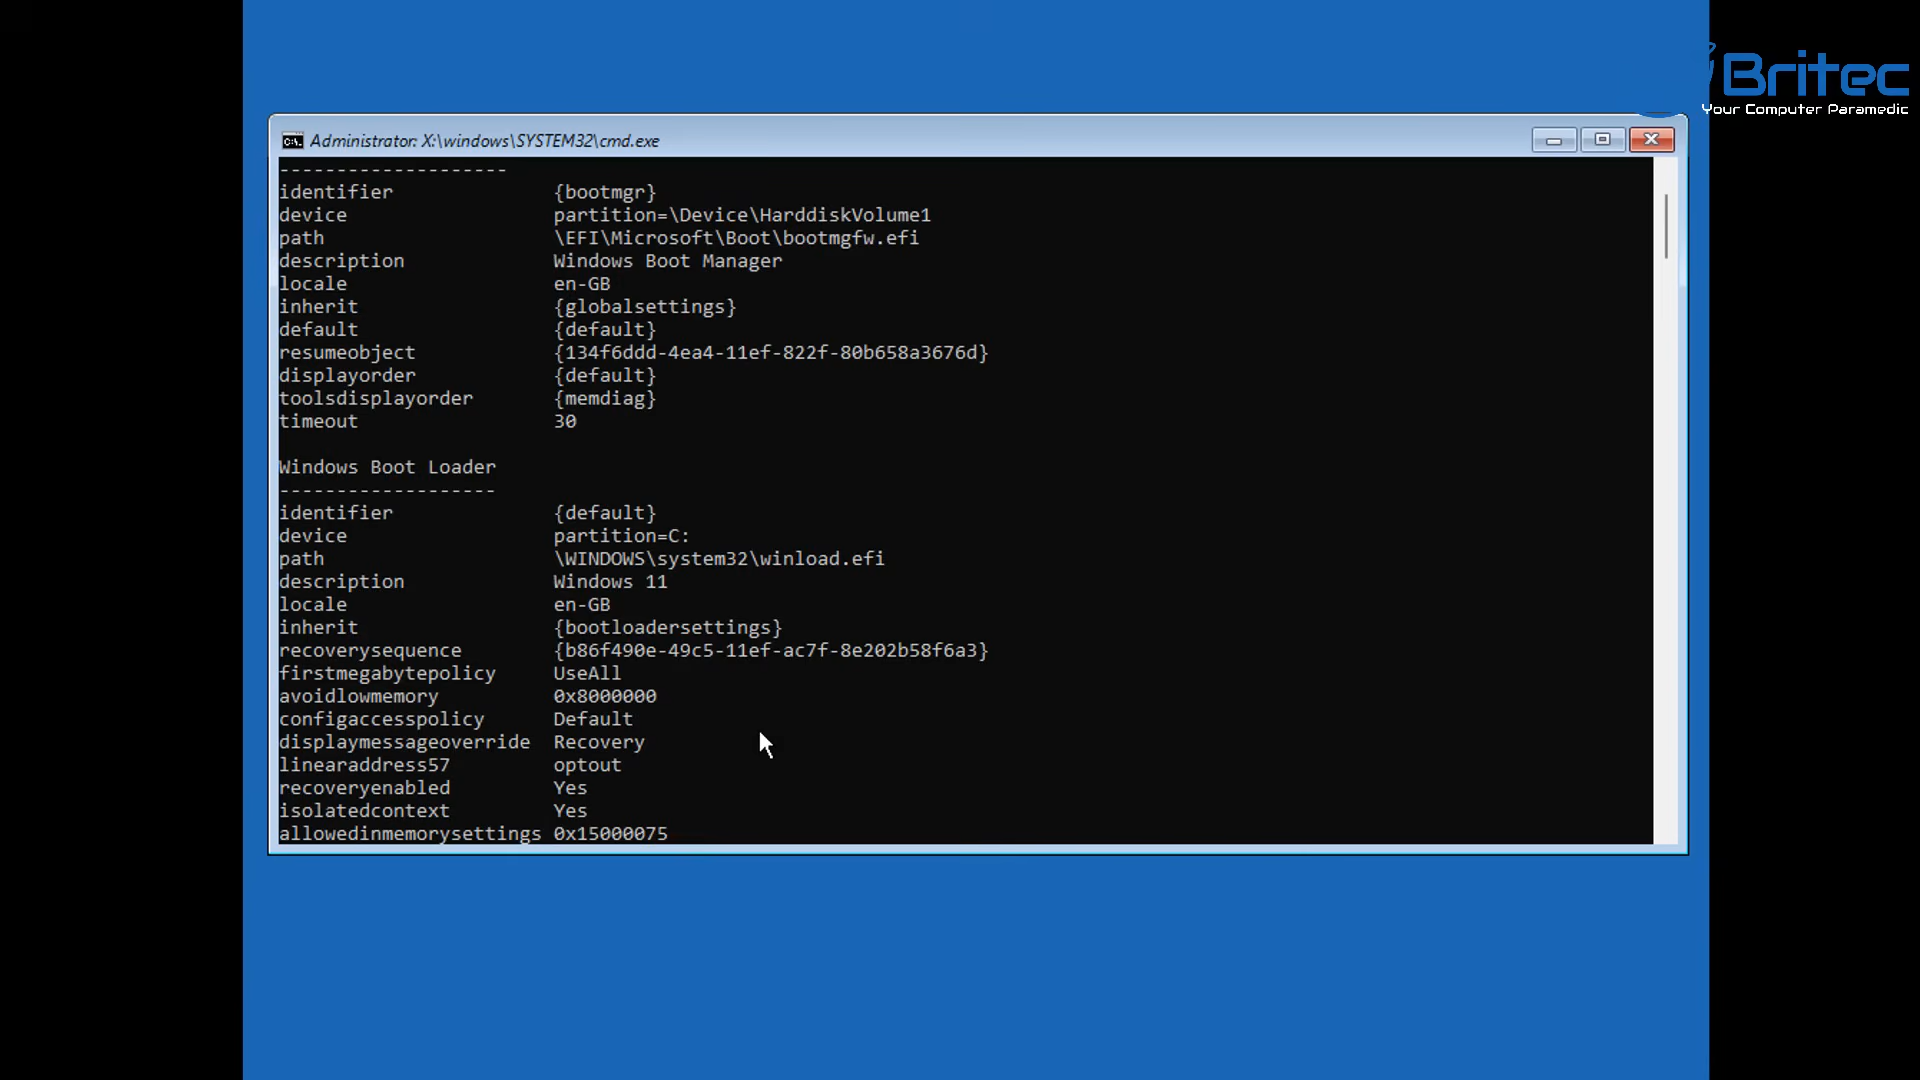 Britec
Your Computer Paramedic
Administrator: X:\windows\SYSTEM32\cmd.exe
--------------------
identifier              {bootmgr}
device                  partition=\Device\HarddiskVolume1
path                    \EFI\Microsoft\Boot\bootmgfw.efi
description             Windows Boot Manager
locale                  en-GB
inherit                 {globalsettings}
default                 {default}
resumeobject            {134f6ddd-4ea4-11ef-822f-80b658a3676d}
displayorder            {default}
toolsdisplayorder       {memdiag}
timeout                 30
Windows Boot Loader
-------------------
identifier              {default}
device                  partition=C:
path                    \WINDOWS\system32\winload.efi
description             Windows 11
locale                  en-GB
inherit                 {bootloadersettings}
recoverysequence        {b86f490e-49c5-11ef-ac7f-8e202b58f6a3}
firstmegabytepolicy     UseAll
avoidlowmemory          0x8000000
configaccesspolicy      Default
displaymessageoverride  Recovery
linearaddress57         optout
recoveryenabled         Yes
isolatedcontext         Yes
allowedinmemorysettings 0x15000075